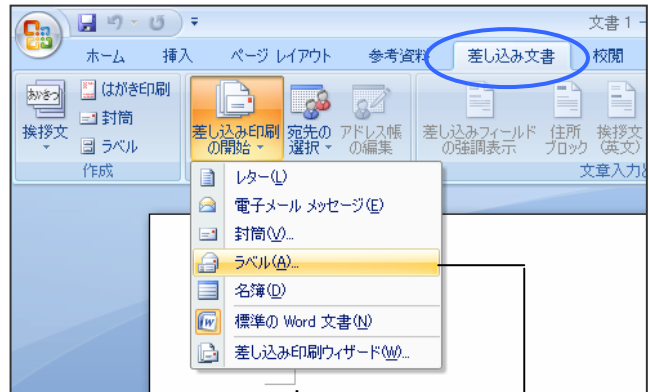 文書 1 -
ホーム 挿入 ページ レイアウト 参考資料 差し込み文書 校閲
あいさつ はがき印刷
封筒
挨拶文 ラベル
差し込み印刷の開始 宛先の選択 アドレス帳の編集
差し込みフィールドの強調表示 住所ブロック 挨拶文(英文)
作成 文章入力
レター(L)
電子メール メッセージ(E)
封筒(V)...
ラベル(A)...
名簿(D)
標準の Word 文書(N)
差し込み印刷ウィザード(W)...